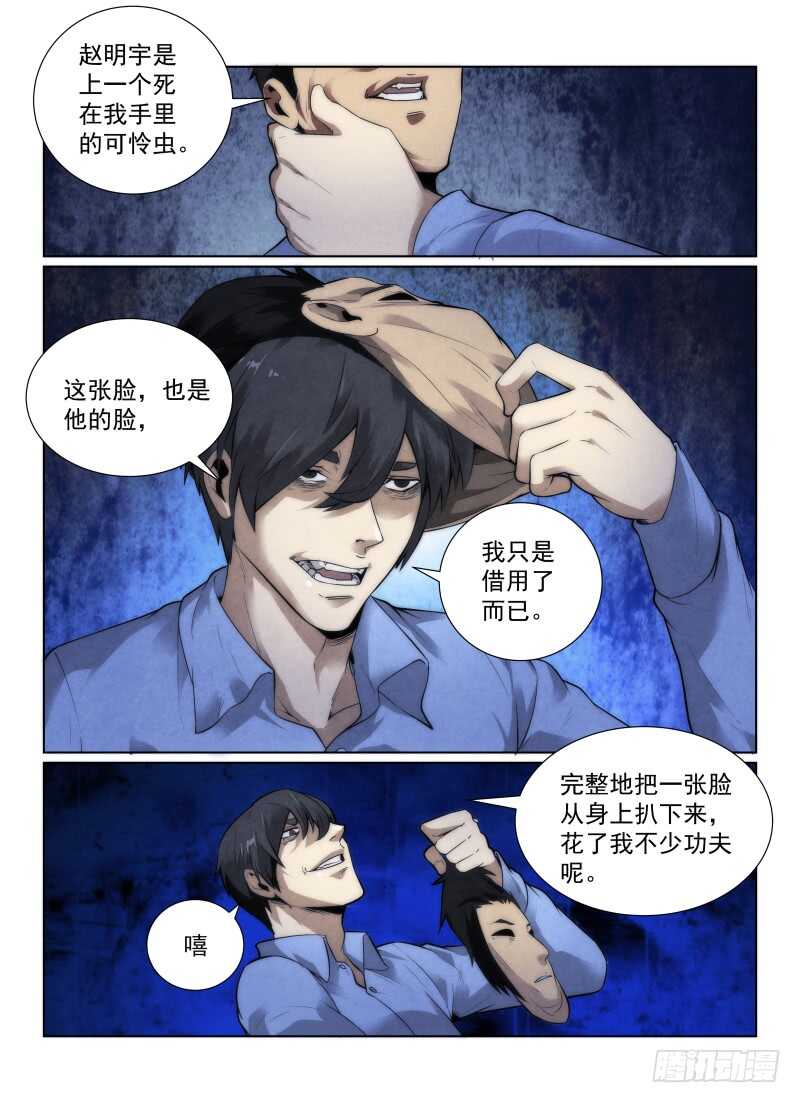 赵明宇是
上一个死
在我手里
的可怜虫。
这张脸，也是
他的脸，
我只是
借用了
而已。
完整地把一张脸
从身上扒下来，
花了我不少功夫
呢。
嘻
腾讯动漫